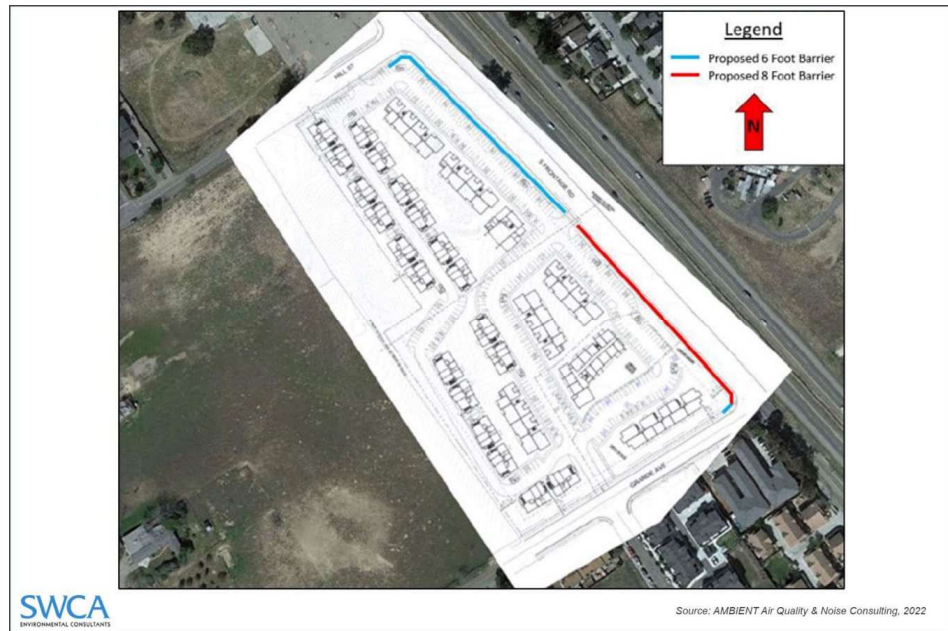 Legend
Proposed 6 Foot Barrier
Proposed 8 Foot Barrier
N
HILL ST
S FRONTAGE RD
GRANDE AVE
SWCA
ENVIRONMENTAL CONSULTANTS
Source: AMBIENT Air Quality & Noise Consulting, 2022